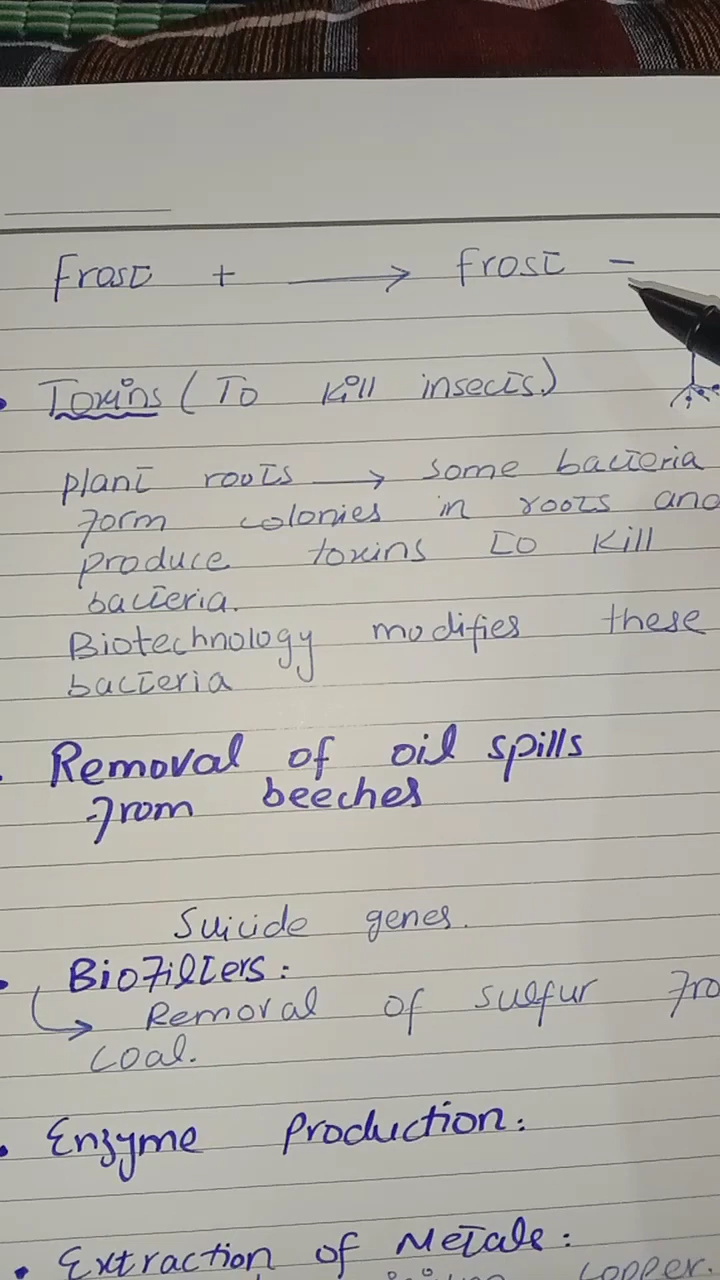 Frost + → Frost –
• Toxins (To kill insects)
plant roots → some bacteria
form colonies in roots and
produce toxins to kill
bacteria.
Biotechnology modifies these
bacteria
• Removal of oil spills
from beeches
Suicide genes.
• BioFilters:
↳ Removal of sulfur fro
coal.
• Enzyme Production:
• Extraction of Metals:
copper.